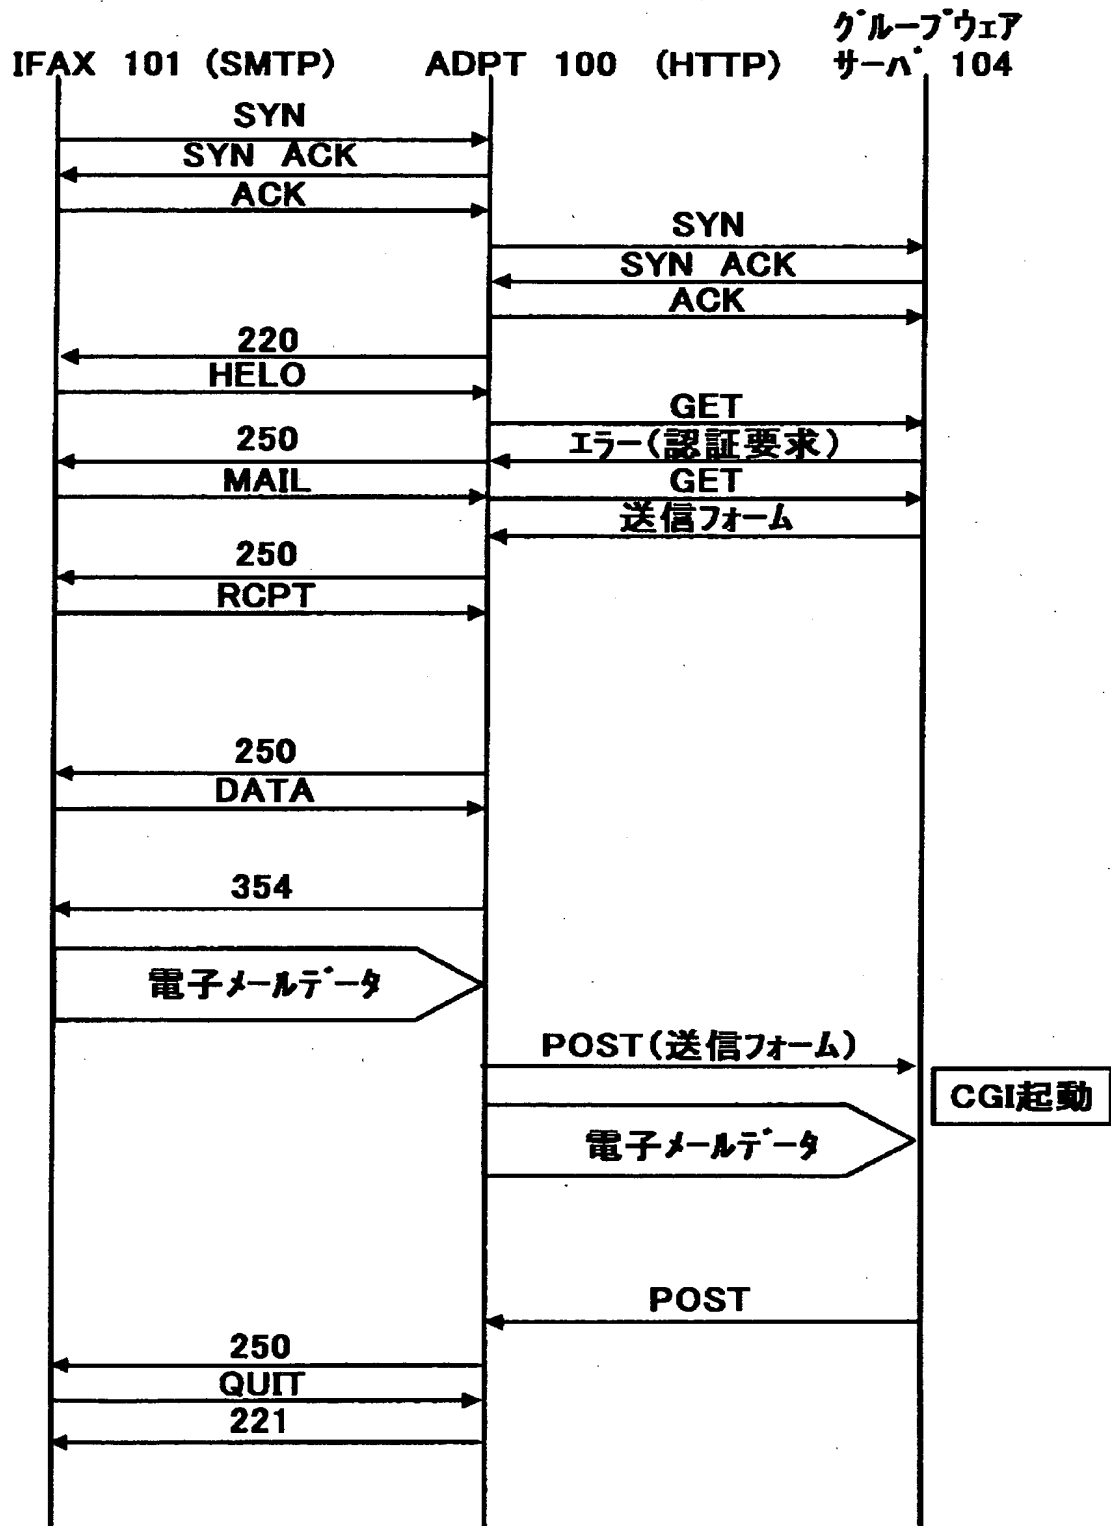 グループウェア
IFAX 101 (SMTP) ADPT 100 (HTTP) サーバ 104
SYN
SYN ACK
ACK
SYN
SYN ACK
ACK
220
HELO
GET
250 エラー(認証要求)
MAIL GET
送信フォーム
250
RCPT
250
DATA
354
電子メールデータ
POST(送信フォーム)
CGI起動
電子メールデータ
POST
250
QUIT
221